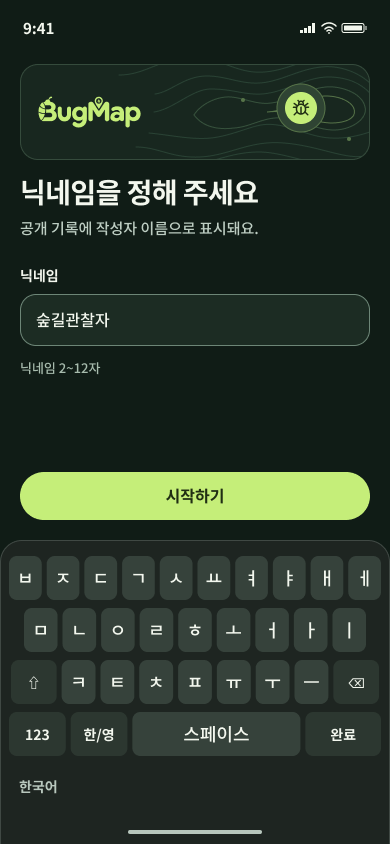 9:41
BugMap
닉네임을 정해 주세요
공개 기록에 작성자 이름으로 표시돼요.
닉네임
숲길관찰자
닉네임 2~12자
시작하기
ㅂ ㅈ ㄷ ㄱ ㅅ ㅛ ㅕ ㅑ ㅐ ㅔ
ㅁ ㄴ ㅇ ㄹ ㅎ ㅗ ㅓ ㅏ ㅣ
⇧ ㅋ ㅌ ㅊ ㅍ ㅠ ㅜ ㅡ ⌫
123 한/영 스페이스 완료
한국어